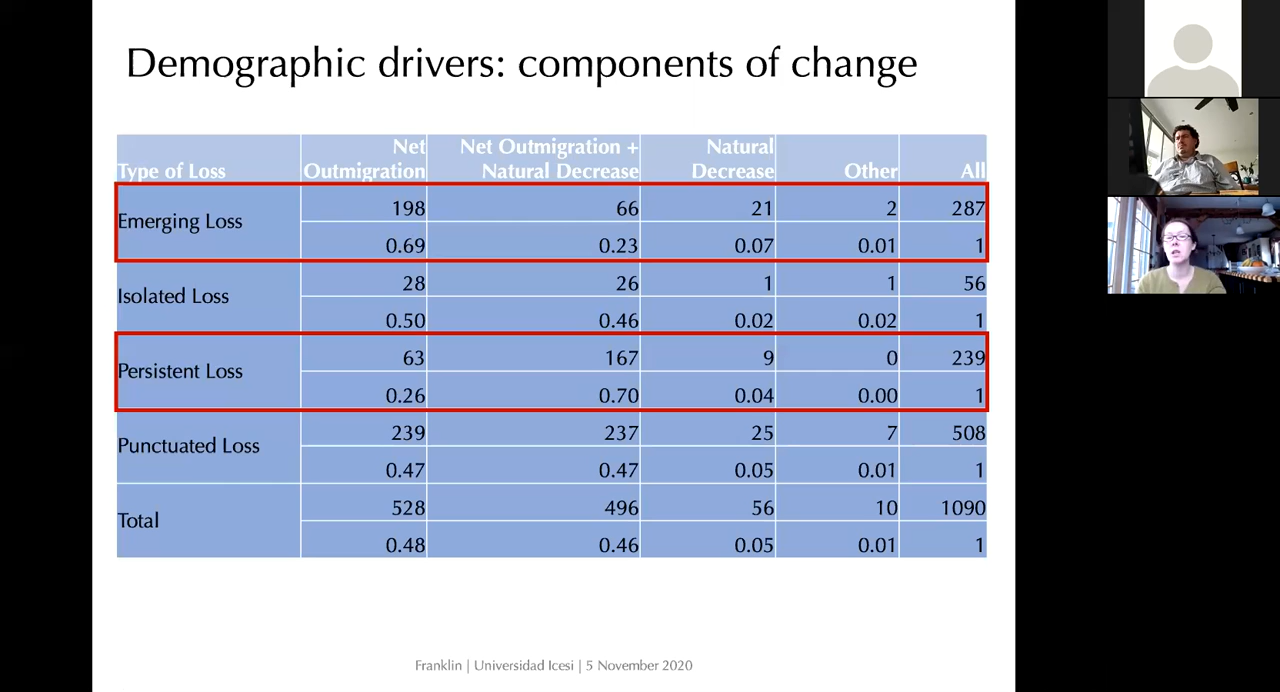 Demographic drivers: components of change
Net Net Outmigration + Natural
Type of Loss Outmigration Natural Decrease Decrease Other All
Emerging Loss
198 66 21 2 287
0.69 0.23 0.07 0.01 1
Isolated Loss
28 26 1 1 56
0.50 0.46 0.02 0.02 1
Persistent Loss
63 167 9 0 239
0.26 0.70 0.04 0.00 1
Punctuated Loss
239 237 25 7 508
0.47 0.47 0.05 0.01 1
Total
528 496 56 10 1090
0.48 0.46 0.05 0.01 1
Franklin | Universidad Icesi | 5 November 2020